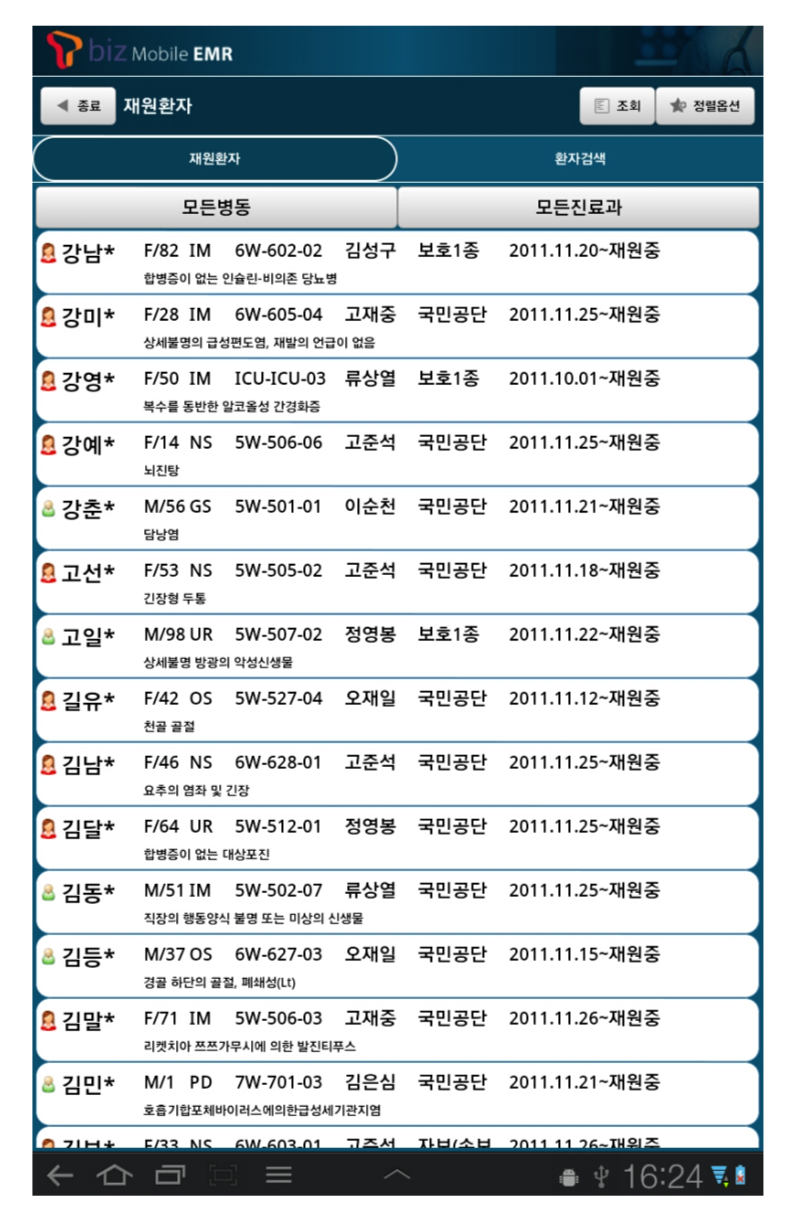 biz Mobile EMR
종료 재원환자 조회 정렬옵션
재원환자 환자검색
모든병동 모든진료과
강남* F/82 IM 6W-602-02 김성구 보호1종 2011.11.20~재원중
합병증이 없는 인슐린-비의존 당뇨병
강미* F/28 IM 6W-605-04 고재중 국민공단 2011.11.25~재원중
상세불명의 급성편도염, 재발의 언급이 없음
강영* F/50 IM ICU-ICU-03 류상열 보호1종 2011.10.01~재원중
복수를 동반한 알코올성 간경화증
강예* F/14 NS 5W-506-06 고준석 국민공단 2011.11.25~재원중
뇌진탕
강춘* M/56 GS 5W-501-01 이순천 국민공단 2011.11.21~재원중
담낭염
고선* F/53 NS 5W-505-02 고준석 국민공단 2011.11.18~재원중
긴장형 두통
고일* M/98 UR 5W-507-02 정영봉 보호1종 2011.11.22~재원중
상세불명 방광의 악성신생물
길유* F/42 OS 5W-527-04 오재일 국민공단 2011.11.12~재원중
천골 골절
김남* F/46 NS 6W-628-01 고준석 국민공단 2011.11.25~재원중
요추의 염좌 및 긴장
김달* F/64 UR 5W-512-01 정영봉 국민공단 2011.11.25~재원중
합병증이 없는 대상포진
김동* M/51 IM 5W-502-07 류상열 국민공단 2011.11.25~재원중
직장의 행동양식 불명 또는 미상의 신생물
김등* M/37 OS 6W-627-03 오재일 국민공단 2011.11.15~재원중
경골 하단의 골절, 폐쇄성(Lt)
김말* F/71 IM 5W-506-03 고재중 국민공단 2011.11.26~재원중
리켓치아 쯔쯔가무시에 의한 발진티푸스
김민* M/1 PD 7W-701-03 김은심 국민공단 2011.11.21~재원중
호흡기합포체바이러스에의한급성세기관지염
F/33 NS 6W-603-01 고준석 자보(손보 2011.11.26~재원중
16:24